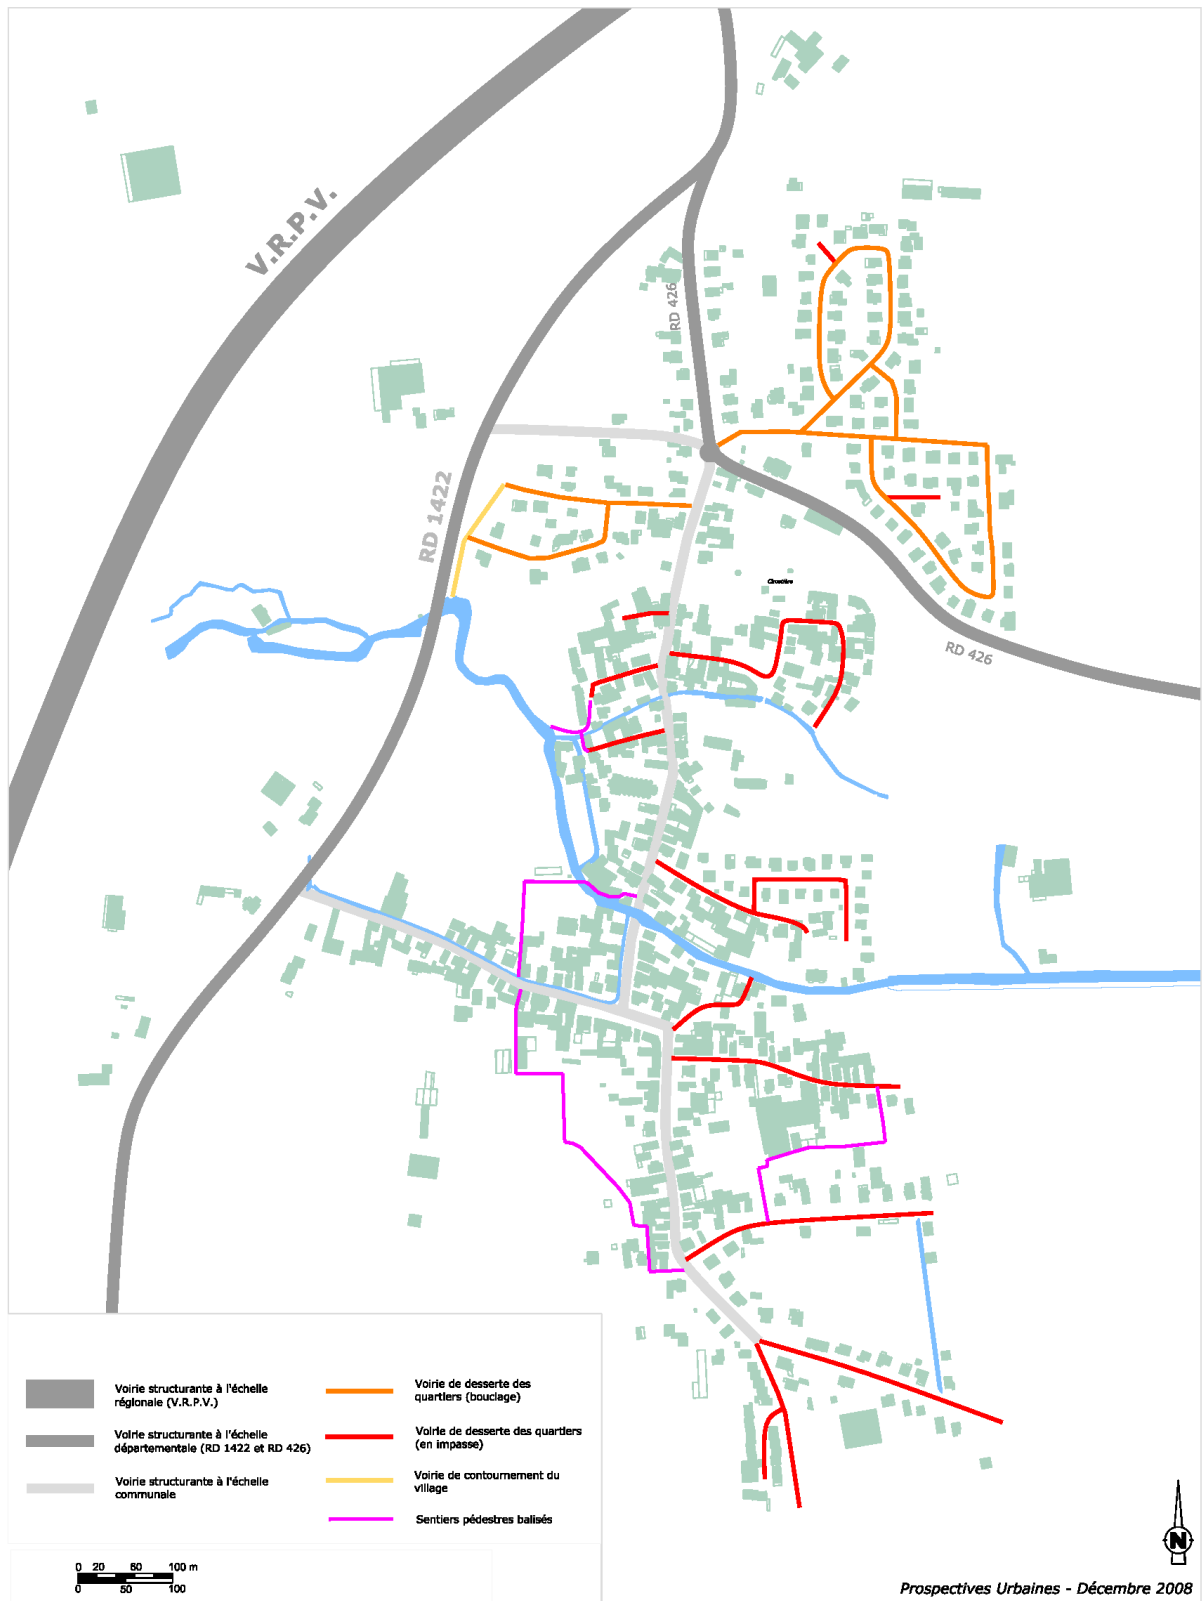 V.R.P.V.
RD 426
RD 1422
Cimetière
RD 426
Voirie structurante à l'échelle
régionale (V.R.P.V.)
Voirie structurante à l'échelle
départementale (RD 1422 et RD 426)
Voirie structurante à l'échelle
communale
Voirie de desserte des
quartiers (bouclage)
Voirie de desserte des quartiers
(en impasse)
Voirie de contournement du
village
Sentiers pédestres balisés
0 20 60 100 m
0 50 100
N
Prospectives Urbaines - Décembre 2008